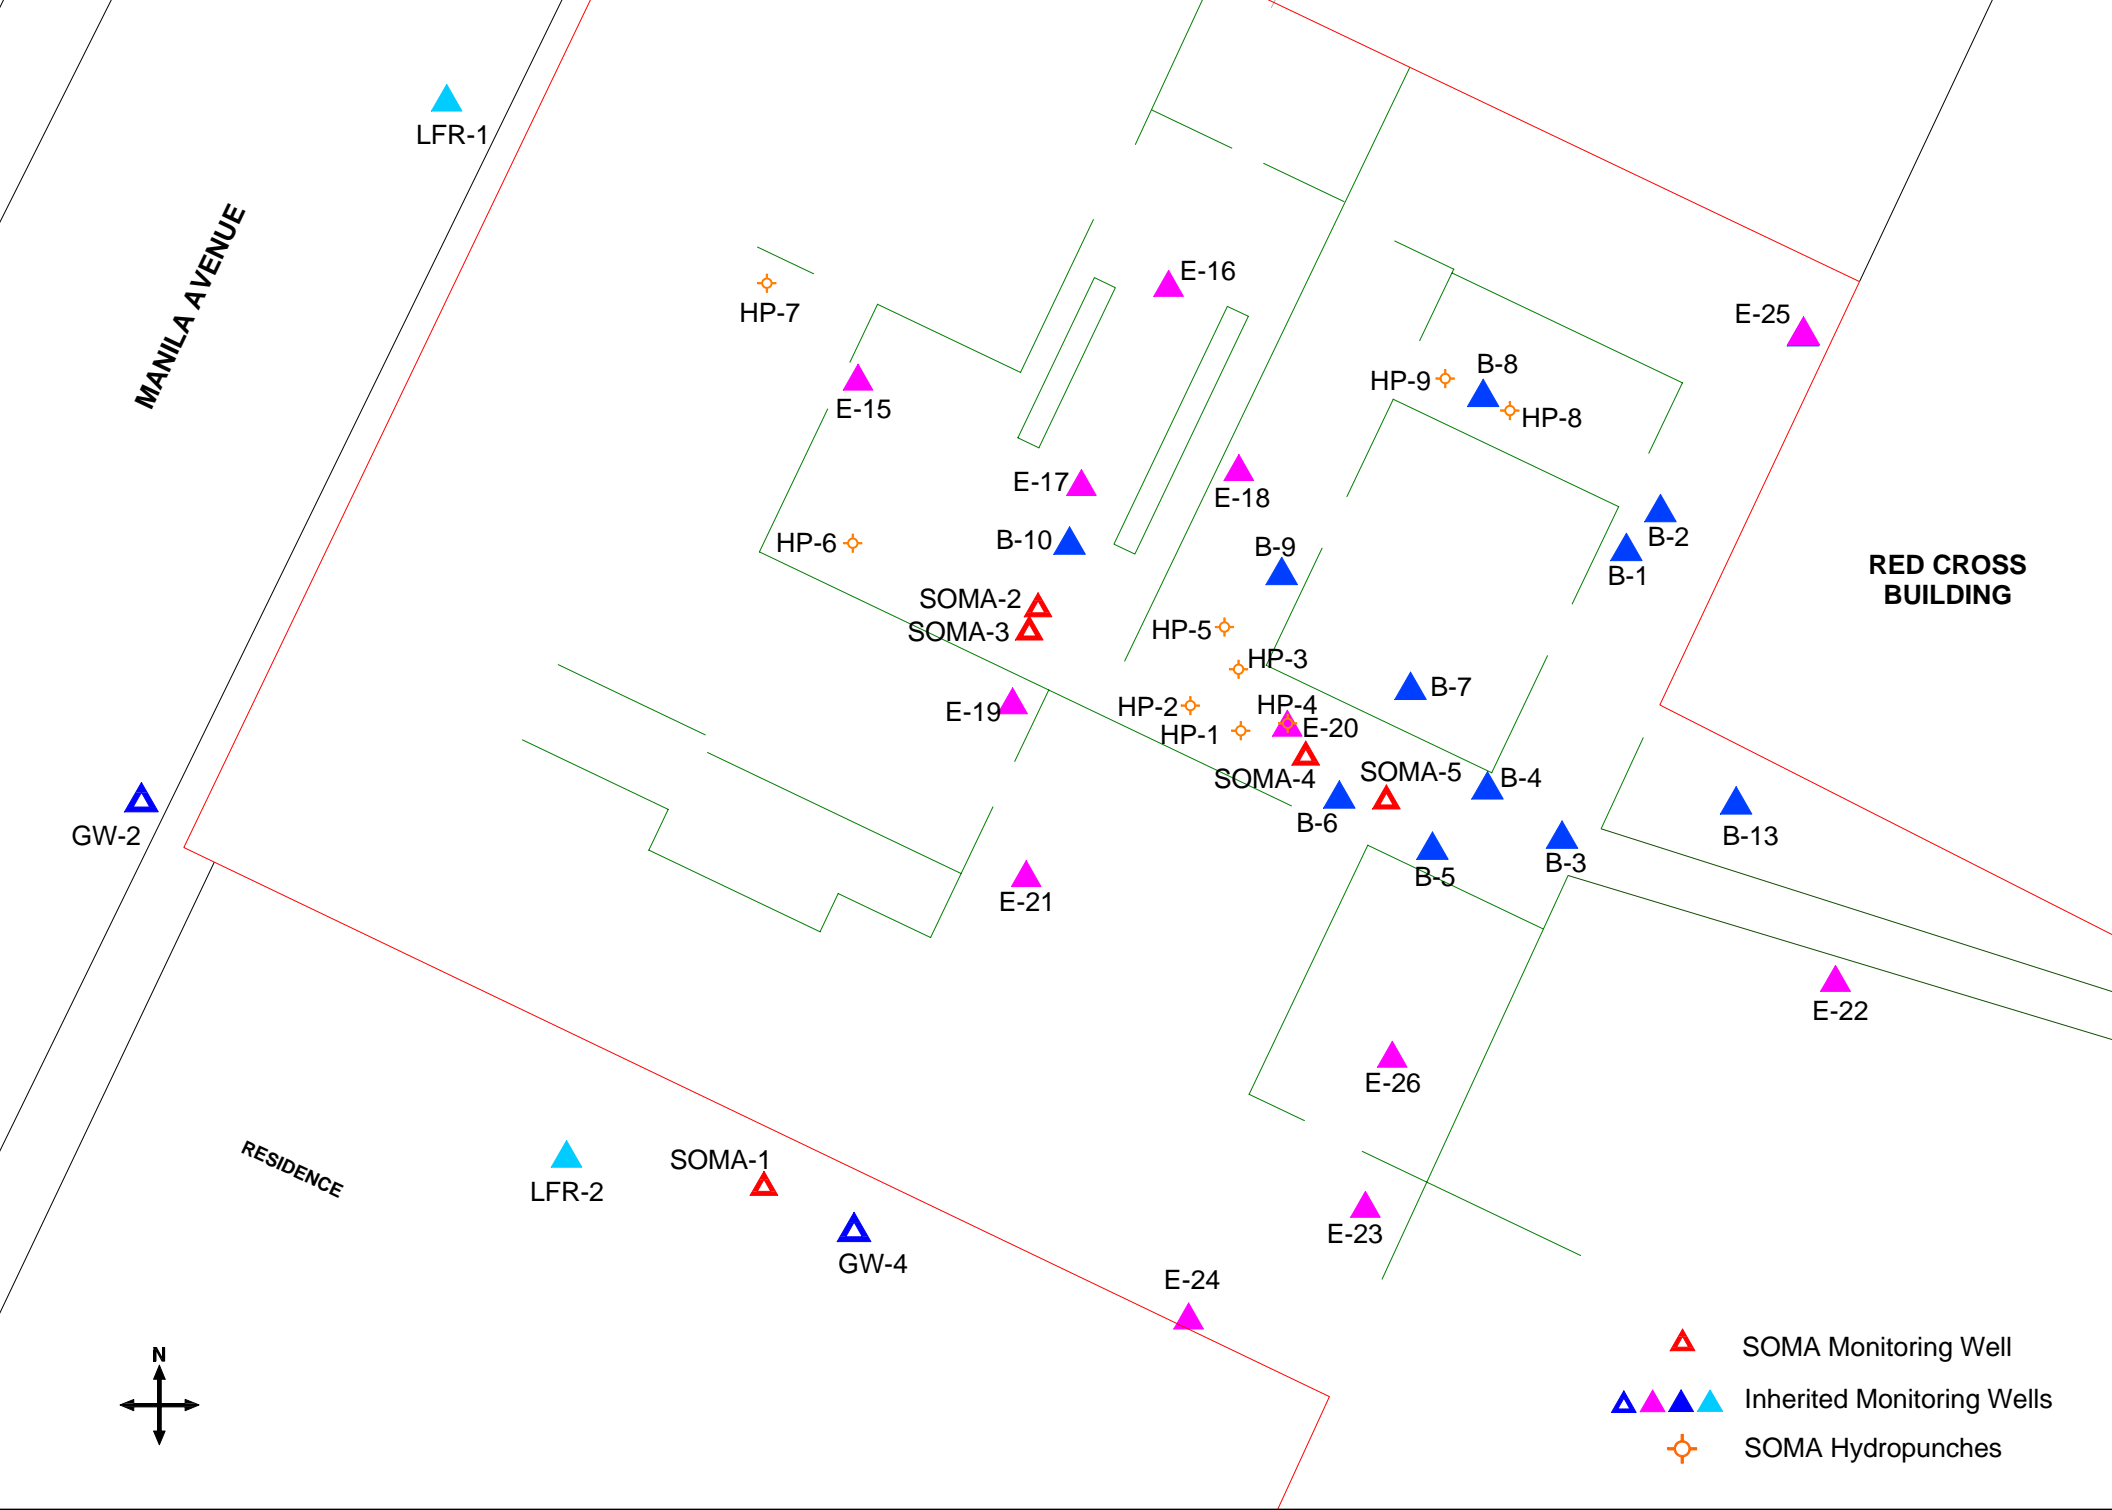 LFR-1
MANILA AVENUE
E-16
HP-7
E-25
B-8
HP-9
E-15
HP-8
E-17
E-18
B-2
B-10
HP-6
B-9
RED CROSS
BUILDING
B-1
SOMA-2
SOMA-3
HP-5
HP-3
B-7
E-19
HP-2
HP-4
E-20
HP-1
SOMA-4
SOMA-5
B-4
B-6
GW-2
B-13
B-3
B-5
E-21
E-22
E-26
RESIDENCE
SOMA-1
LFR-2
E-23
GW-4
E-24
N
SOMA Monitoring Well
Inherited Monitoring Wells
SOMA Hydropunches